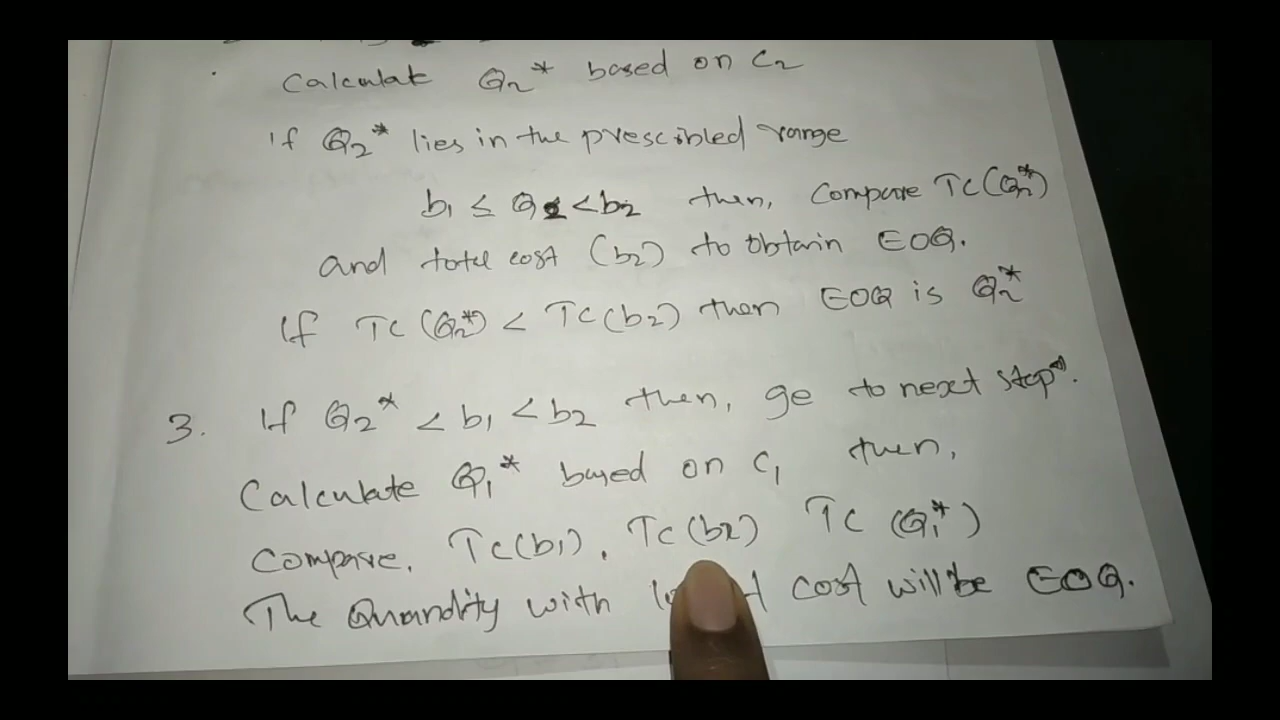 Calculate Q2* based on C2
If Q2* lies in the prescribled range
b1 ≤ Q2 < b2 then, Compare TC(Q2*)
and total cost (b2) to obtain EOQ.
If TC (Q2*) < TC (b2) then EOQ is Q2*
3. If Q2* < b1 < b2 then, go to next step.
Calculate Q1* based on C1 then,
Compare, TC(b1), TC(b2) TC (Q1*)
The Quandity with cost will be EOQ.